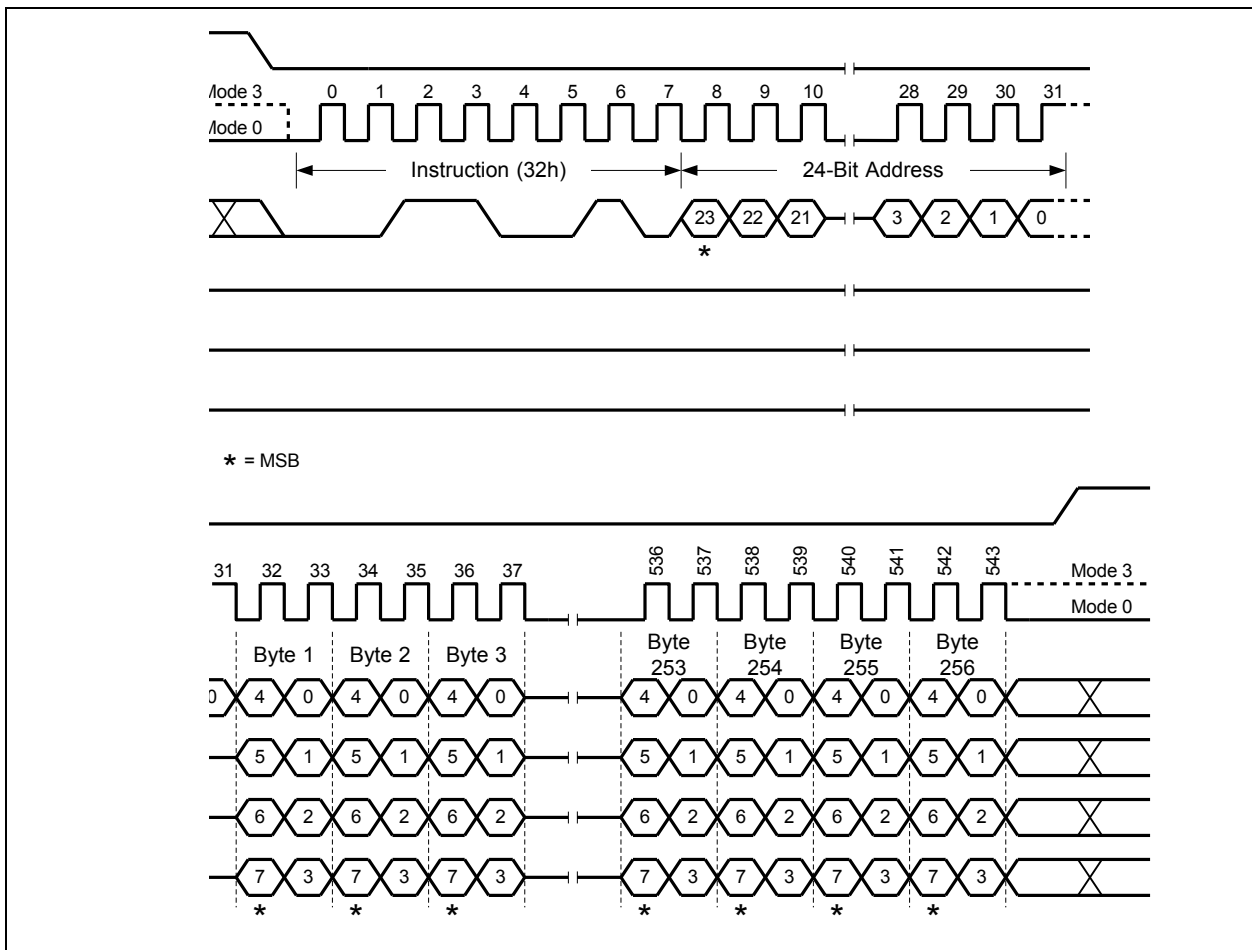 Mode 3
0 1 2 3 4 5 6 7 8 9 10 28 29 30 31
Mode 0
Instruction (32h) 24-Bit Address
23 22 21 3 2 1 0
*
* = MSB
31 32 33 34 35 36 37 536 537 538 539 540 541 542 543 Mode 3
Mode 0
Byte 1 Byte 2 Byte 3 Byte 253 Byte 254 Byte 255 Byte 256
0 4 0 4 0 4 0 4 0 4 0 4 0 4 0
5 1 5 1 5 1 5 1 5 1 5 1 5 1
6 2 6 2 6 2 6 2 6 2 6 2 6 2
7 3 7 3 7 3 7 3 7 3 7 3 7 3
* * * * * * *